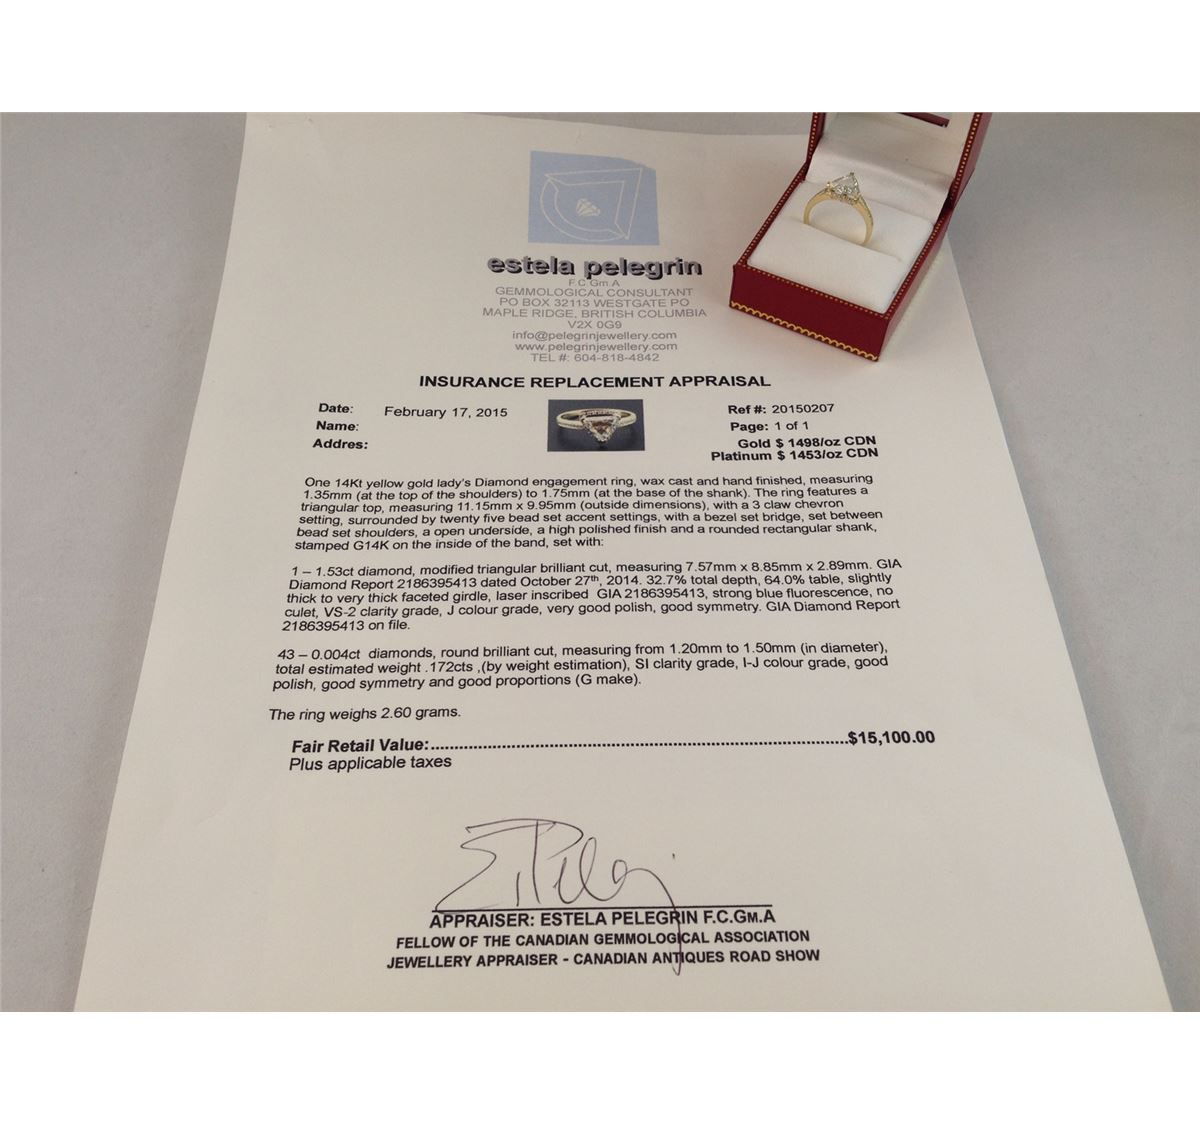 estela pelegrin
F.C.Gm.A
GEMMOLOGICAL CONSULTANT
PO BOX 32113 WESTGATE PO
MAPLE RIDGE, BRITISH COLUMBIA
V2X 0G9
info@pelegrinjewellery.com
www.pelegrinjewellery.com
TEL #: 604-818-4842
INSURANCE REPLACEMENT APPRAISAL
Date: February 17, 2015
Name:
Addres:
Ref #: 20150207
Page: 1 of 1
Gold $ 1498/oz CDN
Platinum $ 1453/oz CDN
One 14Kt yellow gold lady's Diamond engagement ring, wax cast and hand finished, measuring
1.35mm (at the top of the shoulders) to 1.75mm (at the base of the shank). The ring features a
triangular top, measuring 11.15mm x 9.95mm (outside dimensions), with a 3 claw chevron
setting, surrounded by twenty five bead set accent settings, with a bezel set bridge, set between
bead set shoulders, a open underside, a high polished finish and a rounded rectangular shank,
stamped G14K on the inside of the band, set with:
1 – 1.53ct diamond, modified triangular brilliant cut, measuring 7.57mm x 8.85mm x 2.89mm. GIA
Diamond Report 2186395413 dated October 27th, 2014. 32.7% total depth, 64.0% table, slightly
thick to very thick faceted girdle, laser inscribed GIA 2186395413, strong blue fluorescence, no
culet, VS-2 clarity grade, J colour grade, very good polish, good symmetry. GIA Diamond Report
2186395413 on file.
43 – 0.004ct diamonds, round brilliant cut, measuring from 1.20mm to 1.50mm (in diameter),
total estimated weight .172cts ,(by weight estimation), SI clarity grade, I-J colour grade, good
polish, good symmetry and good proportions (G make).
The ring weighs 2.60 grams.
Fair Retail Value:..................................................................................$15,100.00
Plus applicable taxes
APPRAISER: ESTELA PELEGRIN F.C.GM.A
FELLOW OF THE CANADIAN GEMMOLOGICAL ASSOCIATION
JEWELLERY APPRAISER - CANADIAN ANTIQUES ROAD SHOW